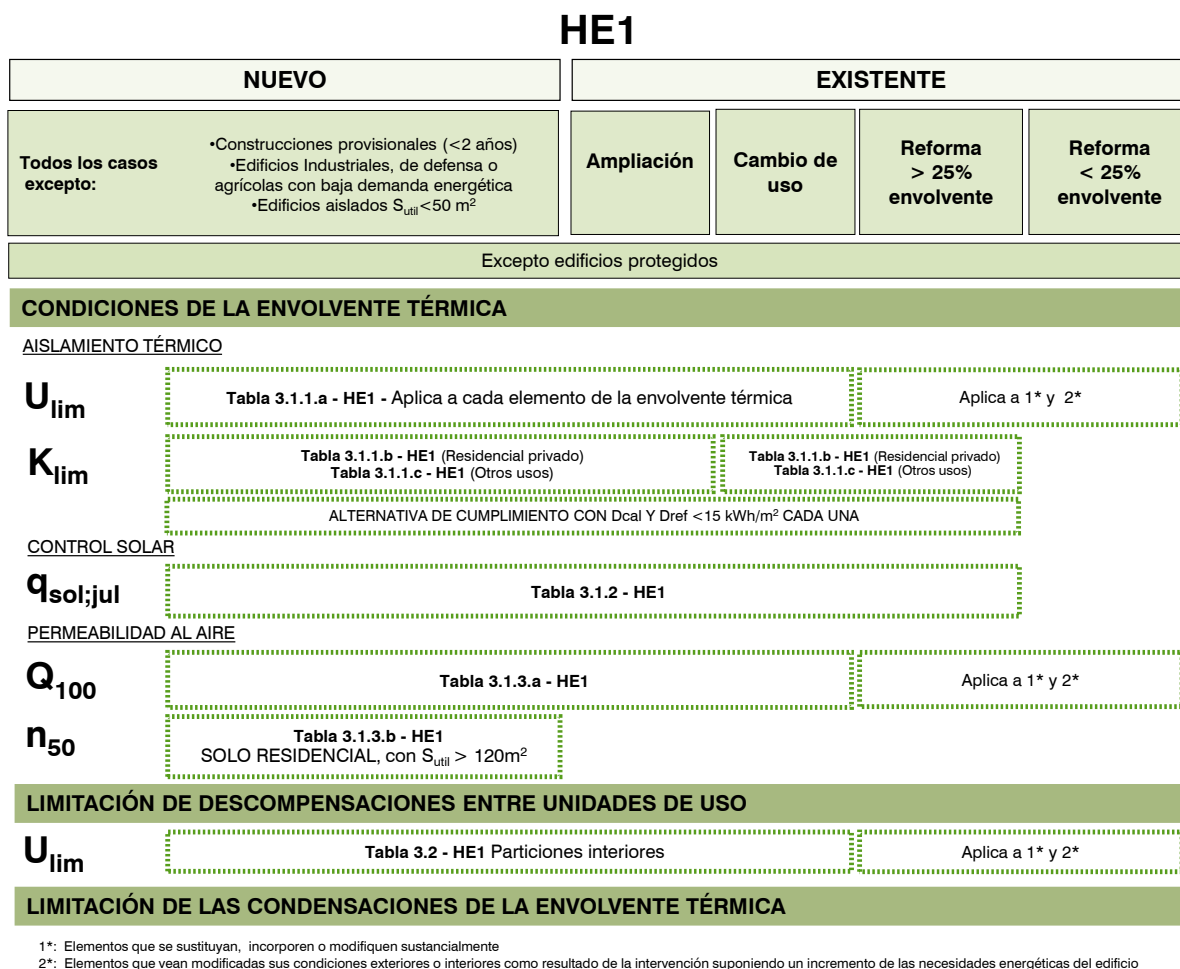 HE1
NUEVO
EXISTENTE
Todos los casos
excepto:
•Construcciones provisionales (<2 años)
•Edificios Industriales, de defensa o
agrícolas con baja demanda energética
•Edificios aislados Sutil<50 m²
Ampliación
Cambio de
uso
Reforma
> 25%
envolvente
Reforma
< 25%
envolvente
Excepto edificios protegidos
CONDICIONES DE LA ENVOLVENTE TÉRMICA
AISLAMIENTO TÉRMICO
Ulim
Tabla 3.1.1.a - HE1 - Aplica a cada elemento de la envolvente térmica
Aplica a 1* y 2*
Klim
Tabla 3.1.1.b - HE1 (Residencial privado)
Tabla 3.1.1.c - HE1 (Otros usos)
Tabla 3.1.1.b - HE1 (Residencial privado)
Tabla 3.1.1.c - HE1 (Otros usos)
ALTERNATIVA DE CUMPLIMIENTO CON Dcal Y Dref <15 kWh/m² CADA UNA
CONTROL SOLAR
qsol;jul
Tabla 3.1.2 - HE1
PERMEABILIDAD AL AIRE
Q100
Tabla 3.1.3.a - HE1
Aplica a 1* y 2*
n50
Tabla 3.1.3.b - HE1
SOLO RESIDENCIAL, con Sutil > 120m²
LIMITACIÓN DE DESCOMPENSACIONES ENTRE UNIDADES DE USO
Ulim
Tabla 3.2 - HE1 Particiones interiores
Aplica a 1* y 2*
LIMITACIÓN DE LAS CONDENSACIONES DE LA ENVOLVENTE TÉRMICA
1*: Elementos que se sustituyan, incorporen o modifiquen sustancialmente
2*: Elementos que vean modificadas sus condiciones exteriores o interiores como resultado de la intervención suponiendo un incremento de las necesidades energéticas del edificio